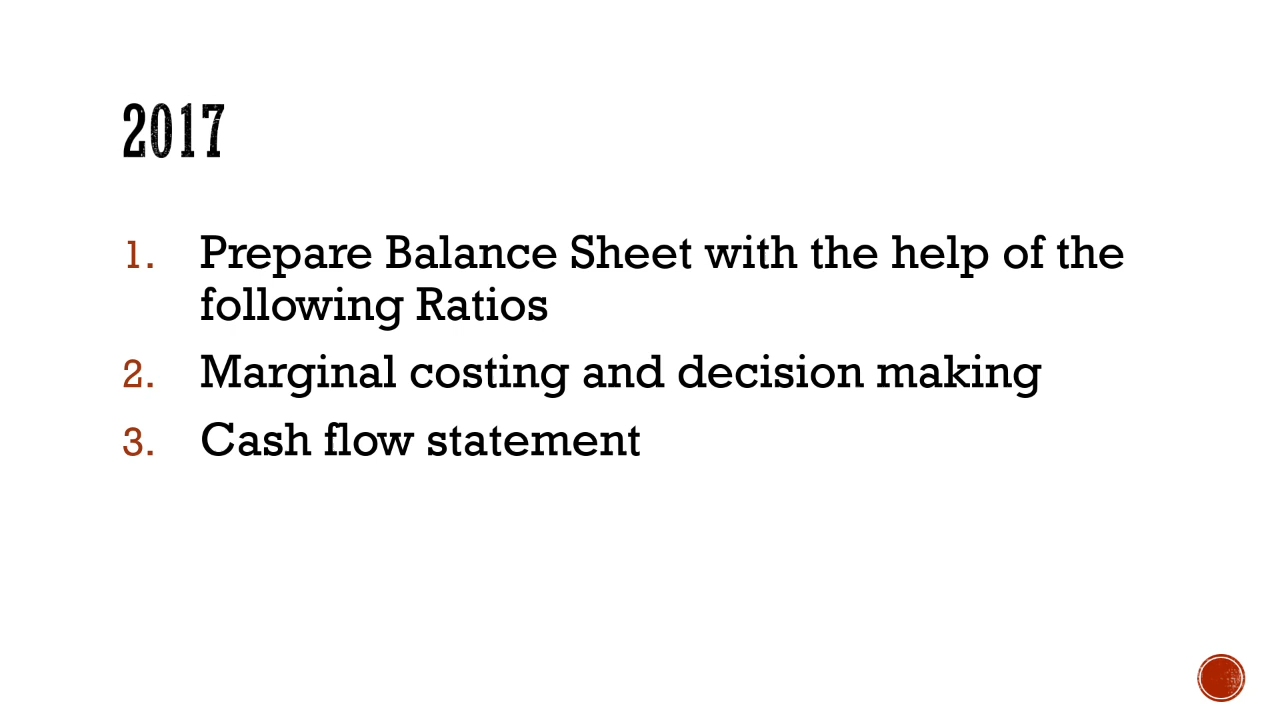 2017
1. Prepare Balance Sheet with the help of the
following Ratios
2. Marginal costing and decision making
3. Cash flow statement